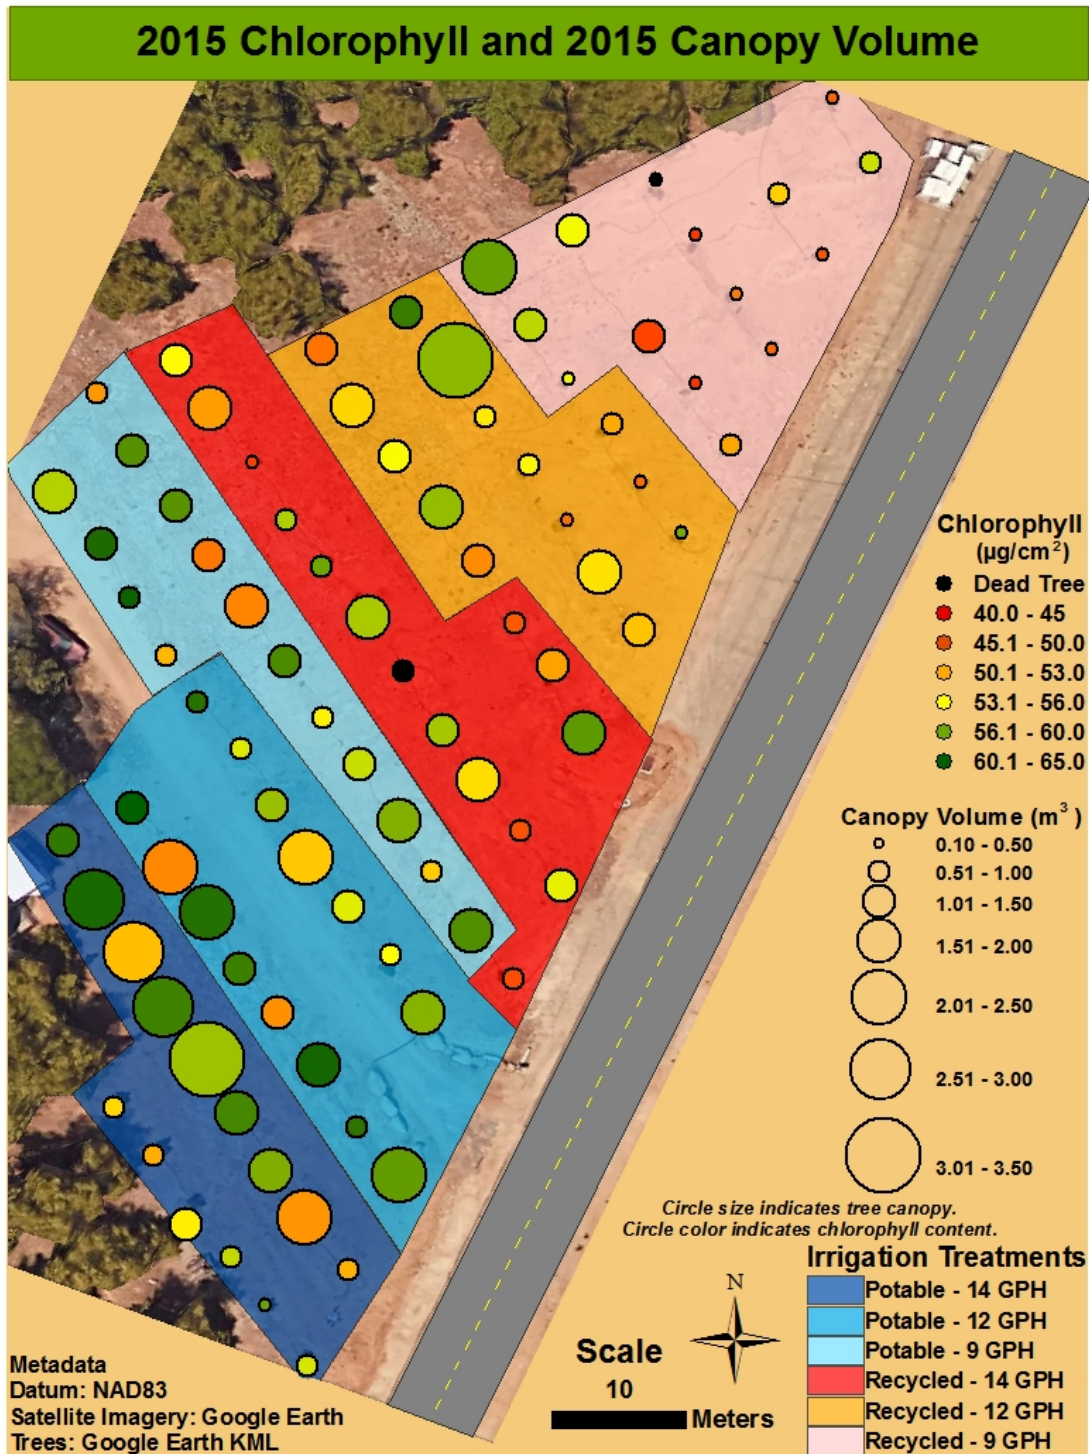 2015 Chlorophyll and 2015 Canopy Volume
Chlorophyll
(µg/cm²)
Dead Tree
40.0 - 45
45.1 - 50.0
50.1 - 53.0
53.1 - 56.0
56.1 - 60.0
60.1 - 65.0
Canopy Volume (m³)
0.10 - 0.50
0.51 - 1.00
1.01 - 1.50
1.51 - 2.00
2.01 - 2.50
2.51 - 3.00
3.01 - 3.50
Circle size indicates tree canopy.
Circle color indicates chlorophyll content.
Irrigation Treatments
Potable - 14 GPH
Potable - 12 GPH
Potable - 9 GPH
Recycled - 14 GPH
Recycled - 12 GPH
Recycled - 9 GPH
N
Scale
10
Meters
Metadata
Datum: NAD83
Satellite Imagery: Google Earth
Trees: Google Earth KML